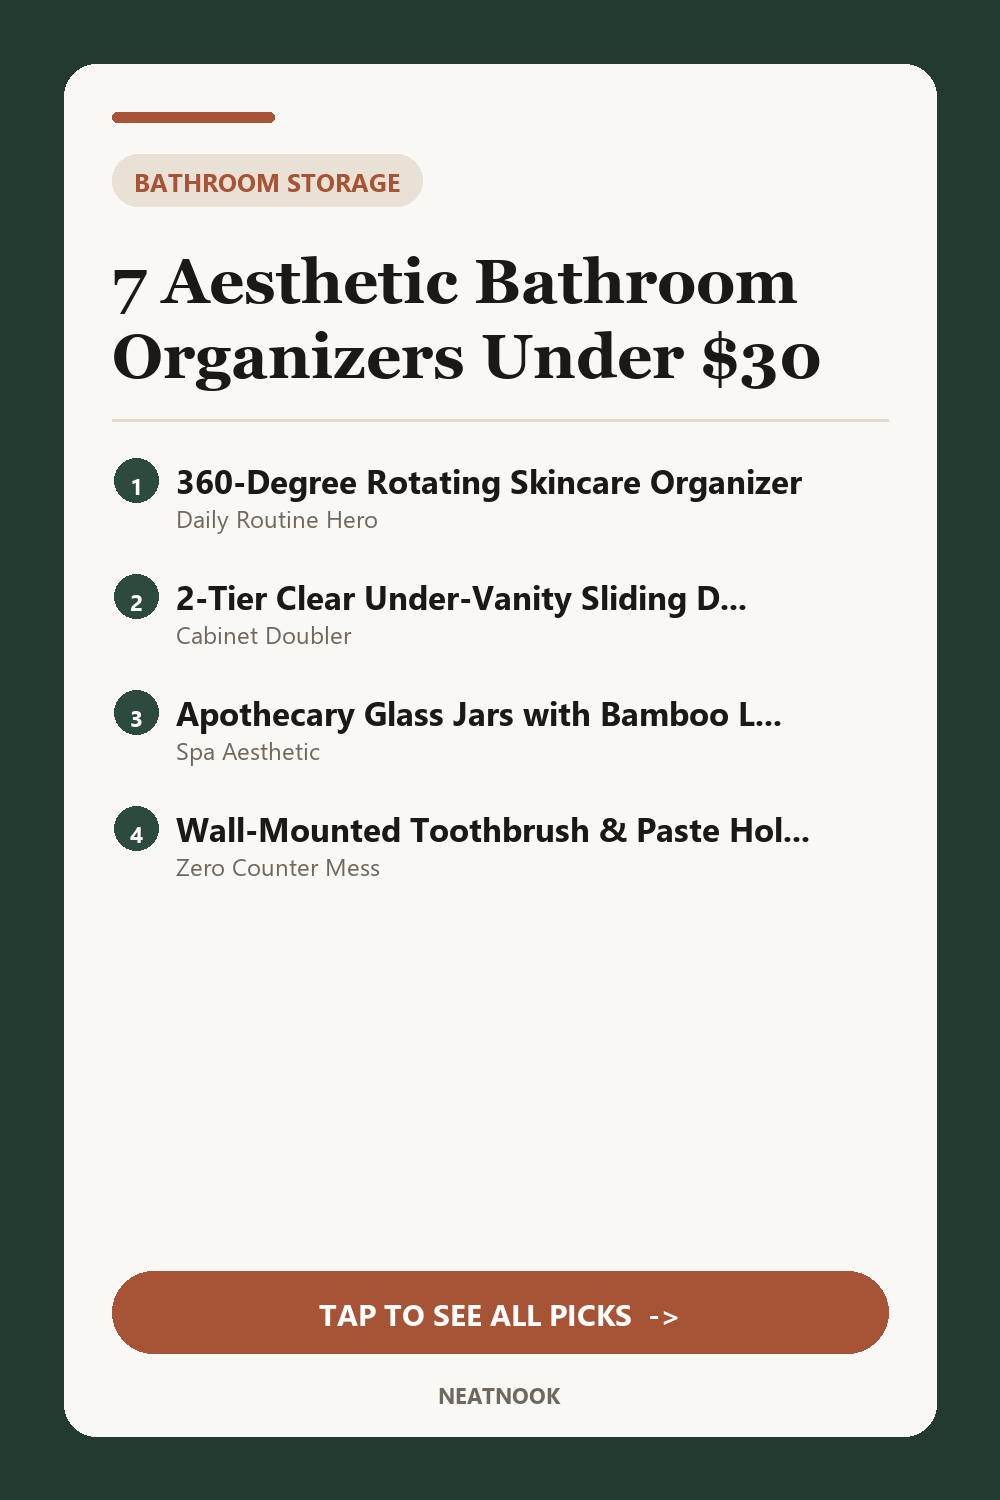 BATHROOM STORAGE
7 Aesthetic Bathroom
Organizers Under $30
1 360-Degree Rotating Skincare Organizer
Daily Routine Hero
2 2-Tier Clear Under-Vanity Sliding D...
Cabinet Doubler
3 Apothecary Glass Jars with Bamboo L...
Spa Aesthetic
4 Wall-Mounted Toothbrush & Paste Hol...
Zero Counter Mess
TAP TO SEE ALL PICKS ->
NEATNOOK